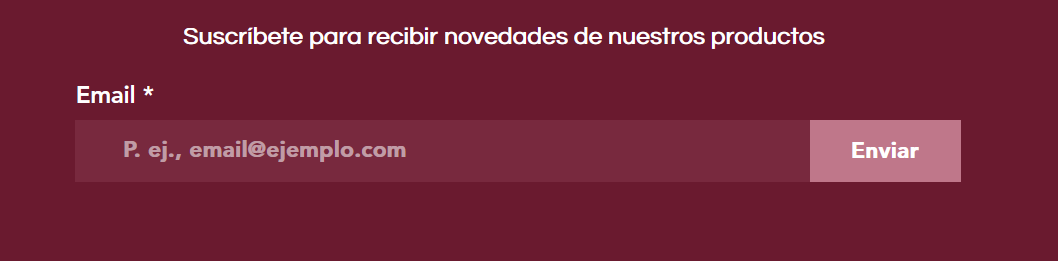 Suscríbete para recibir novedades de nuestros productos
Email *
P. ej., email@ejemplo.com
Enviar